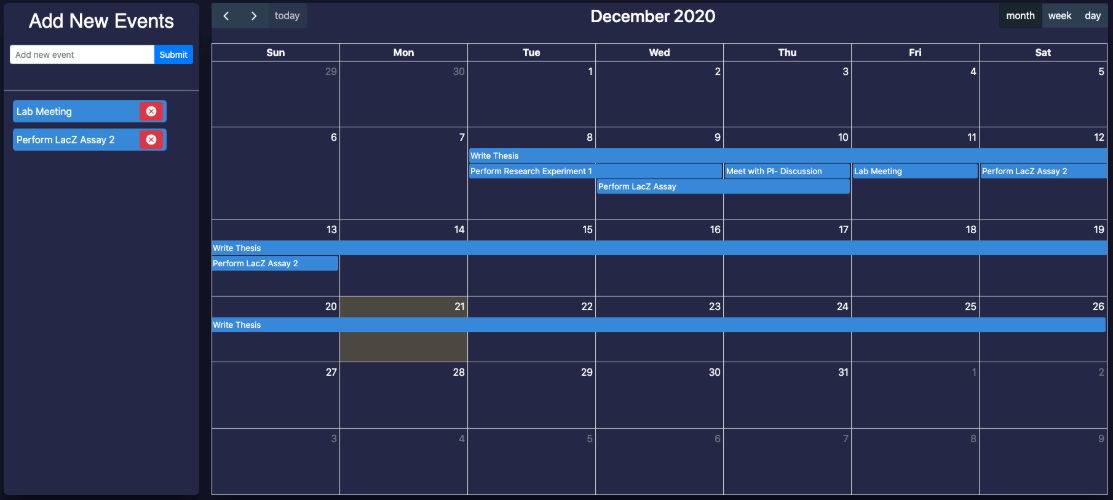 Add New Events
Add new event Submit
Lab Meeting
Perform LacZ Assay 2
today December 2020 month week day
Sun Mon Tue Wed Thu Fri Sat
29 30 1 2 3 4 5
6 7 8 9 10 11 12
Write Thesis
Perform Research Experiment 1 Meet with PI- Discussion Lab Meeting Perform LacZ Assay 2
Perform LacZ Assay
13 14 15 16 17 18 19
Write Thesis
Perform LacZ Assay 2
20 21 22 23 24 25 26
Write Thesis
27 28 29 30 31 1 2
3 4 5 6 7 8 9